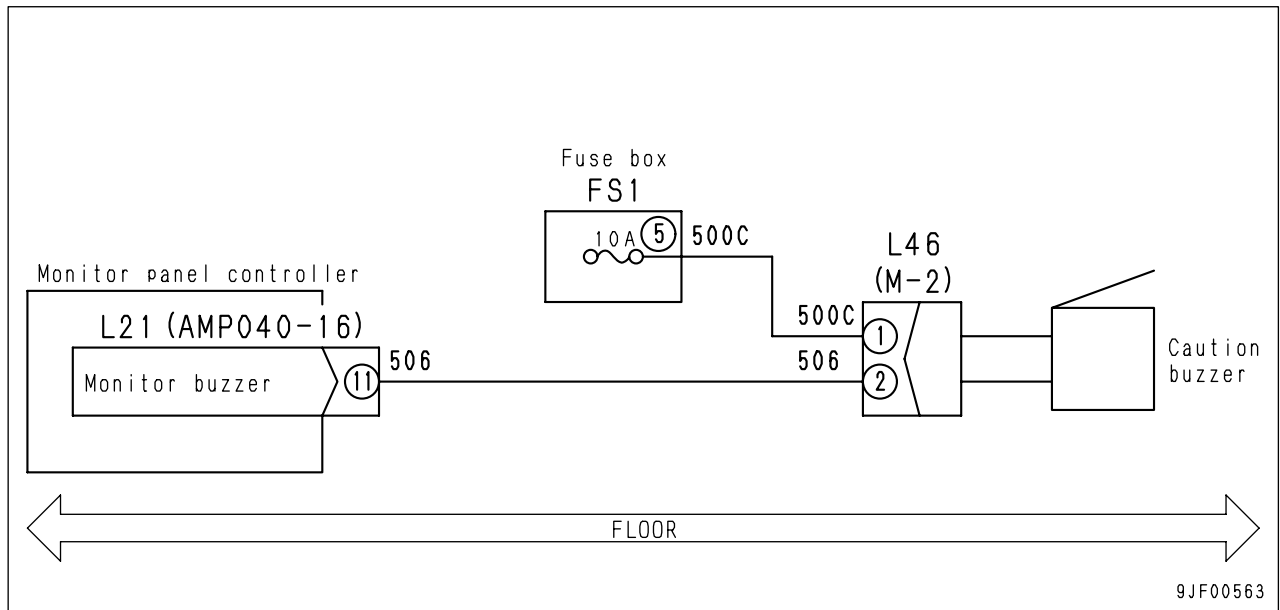 Fuse box
FS1
10A
5
500C
L46
(M-2)
Monitor panel controller
L21 (AMP040-16)
500C
1
Monitor buzzer
11
506
506
2
Caution
buzzer
FLOOR
9JF00563